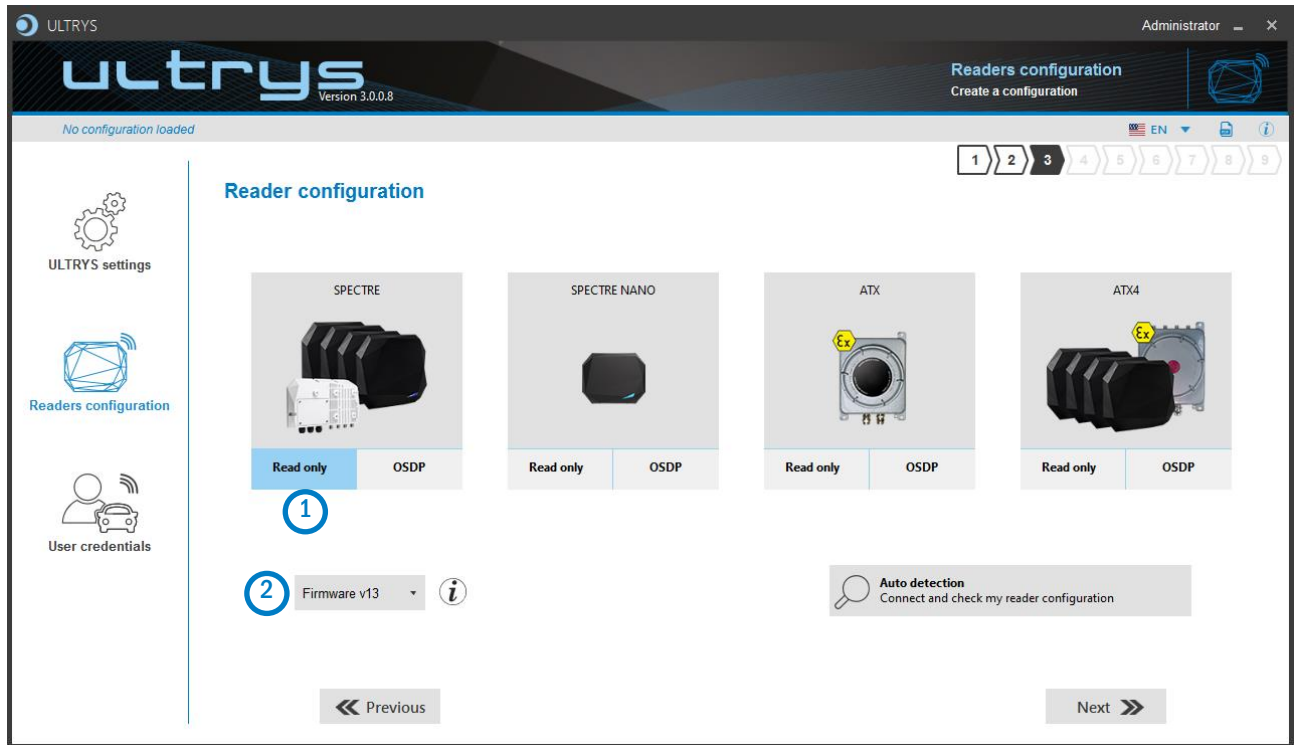 ULTRYS
Administrator
ultrys
Version 3.0.0.8
Readers configuration
Create a configuration
No configuration loaded
EN
1 2 3 4 5 6 7 8 9
Reader configuration
ULTRYS settings
Readers configuration
User credentials
SPECTRE
Read only OSDP
SPECTRE NANO
Read only OSDP
ATX
Ex
Read only OSDP
ATX4
Ex
Read only OSDP
1
2
Firmware v13
i
Auto detection
Connect and check my reader configuration
Previous
Next